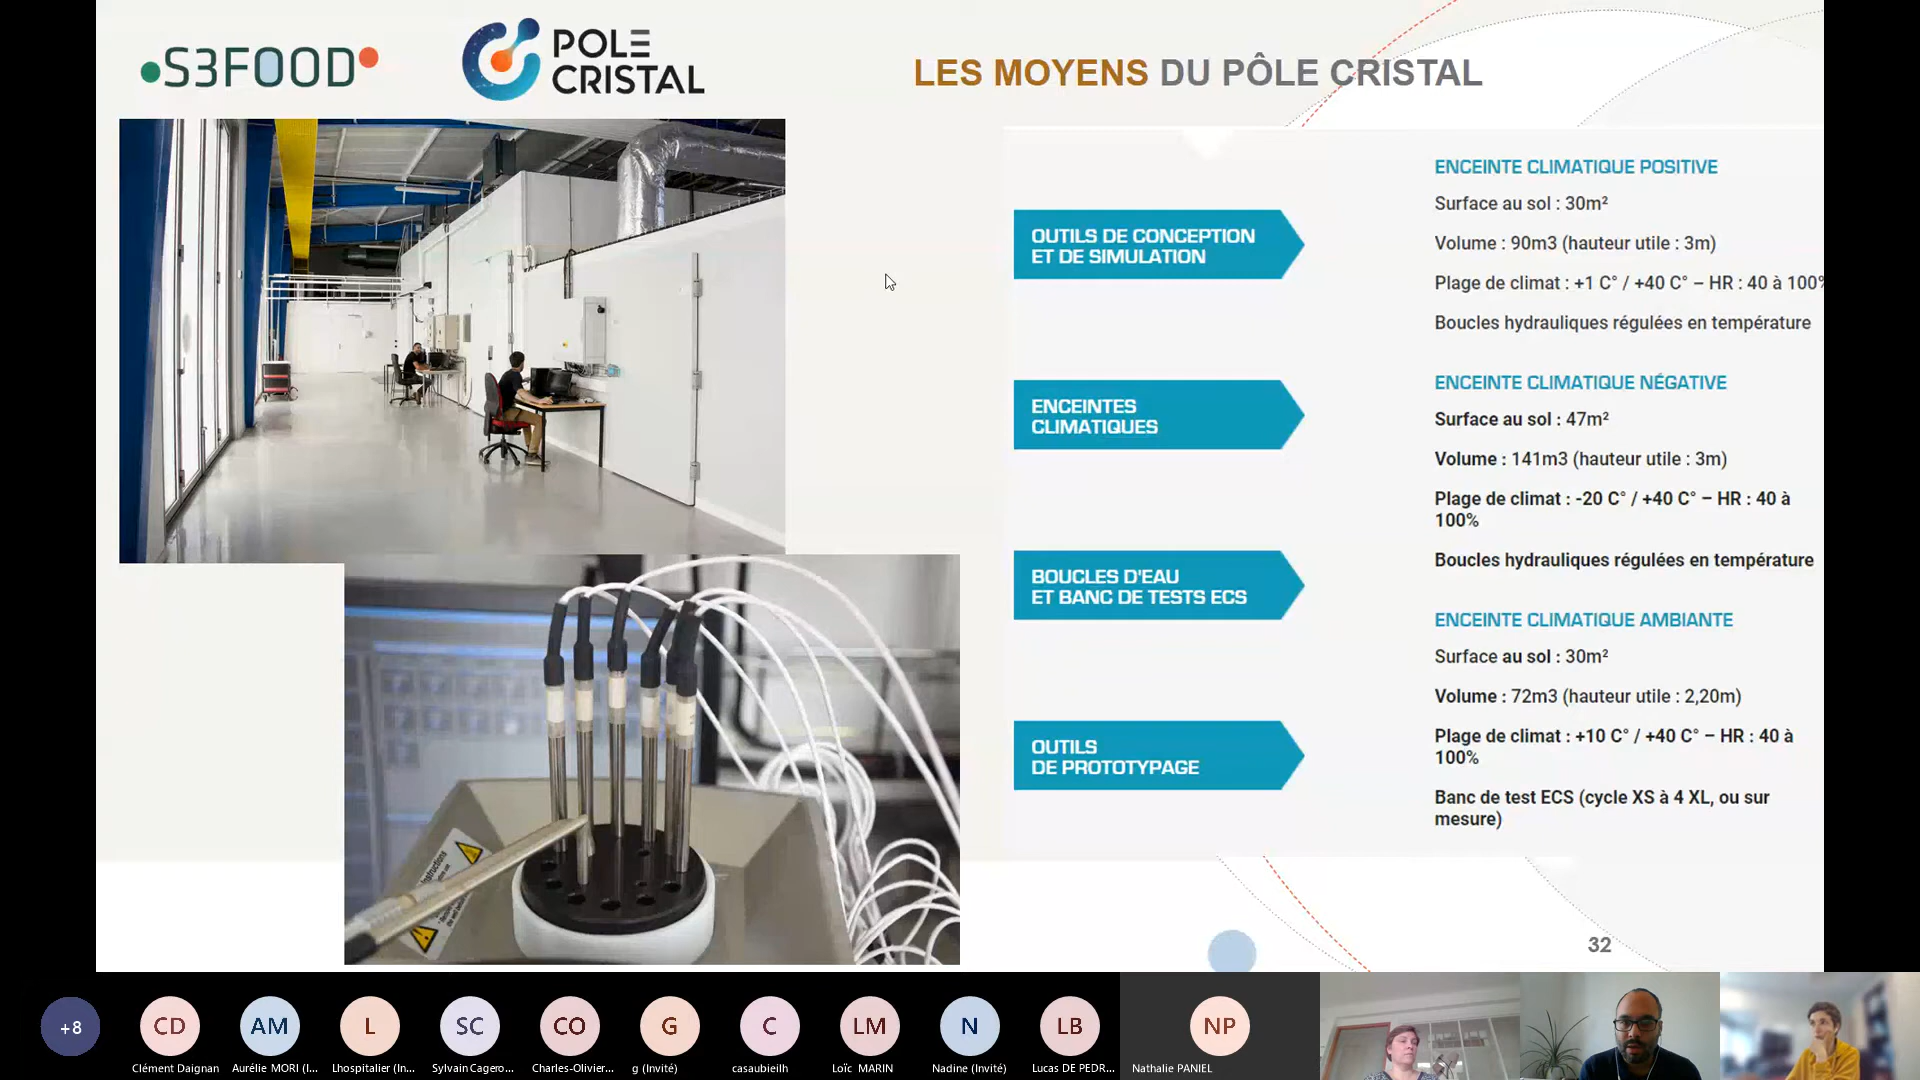 S3FOOD
POLE
CRISTAL
LES MOYENS DU PÔLE CRISTAL
OUTILS DE CONCEPTION
ET DE SIMULATION
ENCEINTES
CLIMATIQUES
BOUCLES D'EAU
ET BANC DE TESTS ECS
OUTILS
DE PROTOTYPAGE
ENCEINTE CLIMATIQUE POSITIVE
Surface au sol : 30m²
Volume : 90m3 (hauteur utile : 3m)
Plage de climat : +1 C° / +40 C° – HR : 40 à 100%
Boucles hydrauliques régulées en température
ENCEINTE CLIMATIQUE NÉGATIVE
Surface au sol : 47m²
Volume : 141m3 (hauteur utile : 3m)
Plage de climat : -20 C° / +40 C° – HR : 40 à
100%
Boucles hydrauliques régulées en température
ENCEINTE CLIMATIQUE AMBIANTE
Surface au sol : 30m²
Volume : 72m3 (hauteur utile : 2,20m)
Plage de climat : +10 C° / +40 C° – HR : 40 à
100%
Banc de test ECS (cycle XS à 4 XL, ou sur
mesure)
32
+8
CD
AM
L
SC
CO
G
C
LM
N
LB
NP
Clément Daignan
Aurélie MORI (I...
Lhospitalier (In...
Sylvain Cagero...
Charles-Olivier...
g (Invité)
casaubieilh
Loïc MARIN
Nadine (Invité)
Lucas DE PEDR...
Nathalie PANIEL